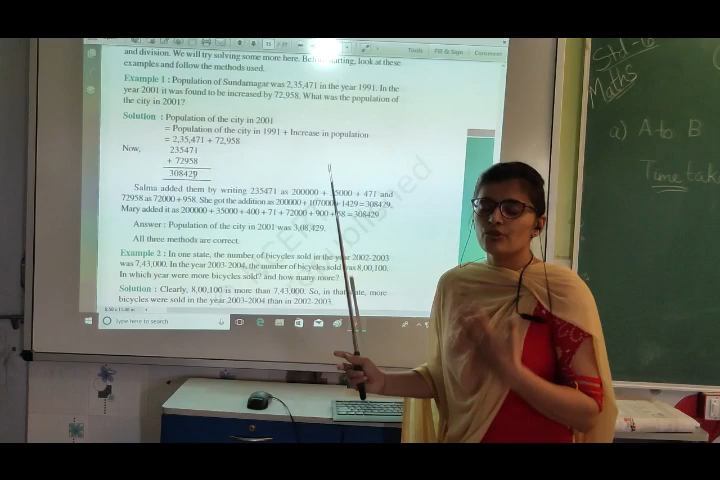 Tools Fill & Sign Comment
and division. We will try solving some more here. Before starting, look at these
examples and follow the methods used.
Example 1 : Population of Sundarnagar was 2,35,471 in the year 1991. In the
year 2001 it was found to be increased by 72,958. What was the population of
the city in 2001?
Solution : Population of the city in 2001
= Population of the city in 1991 + Increase in population
= 2,35,471 + 72,958
Now, 235471
+ 72958
308429
Salma added them by writing 235471 as 200000 + 35000 + 471 and
72958 as 72000 + 958. She got the addition as 200000 + 107000 + 1429 = 308429.
Mary added it as 200000 + 35000 + 400 + 71 + 72000 + 900 + 58 = 308429
Answer : Population of the city in 2001 was 3,08,429.
All three methods are correct.
Example 2 : In one state, the number of bicycles sold in the year 2002-2003
was 7,43,000. In the year 2003-2004, the number of bicycles sold was 8,00,100.
In which year were more bicycles sold? and how many more?
Solution : Clearly, 8,00,100 is more than 7,43,000. So, in that state, more
bicycles were sold in the year 2003-2004 than in 2002-2003.
8.50 x 11.00 in
Type here to search
Std-6
Maths
a) A to B
Time take